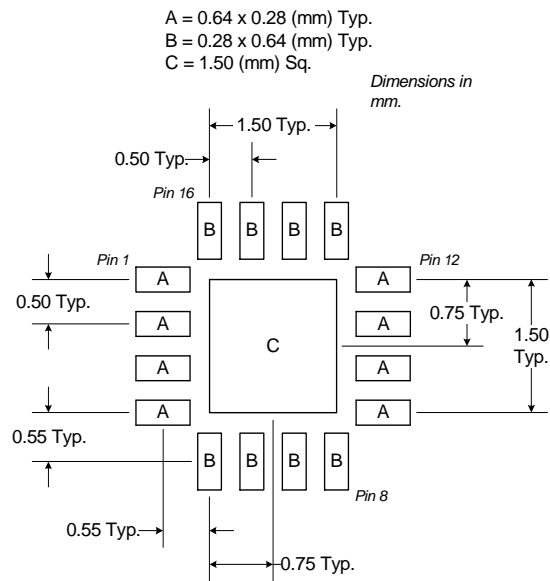 A = 0.64 x 0.28 (mm) Typ.
B = 0.28 x 0.64 (mm) Typ.
C = 1.50 (mm) Sq.
Dimensions in
mm.
1.50 Typ.
0.50 Typ.
Pin 16
B B B B
Pin 1
Pin 12
A
A
0.50 Typ.
A
A
0.75 Typ.
1.50
Typ.
C
A
A
A
A
0.55 Typ.
B B B B
Pin 8
0.55 Typ.
0.75 Typ.